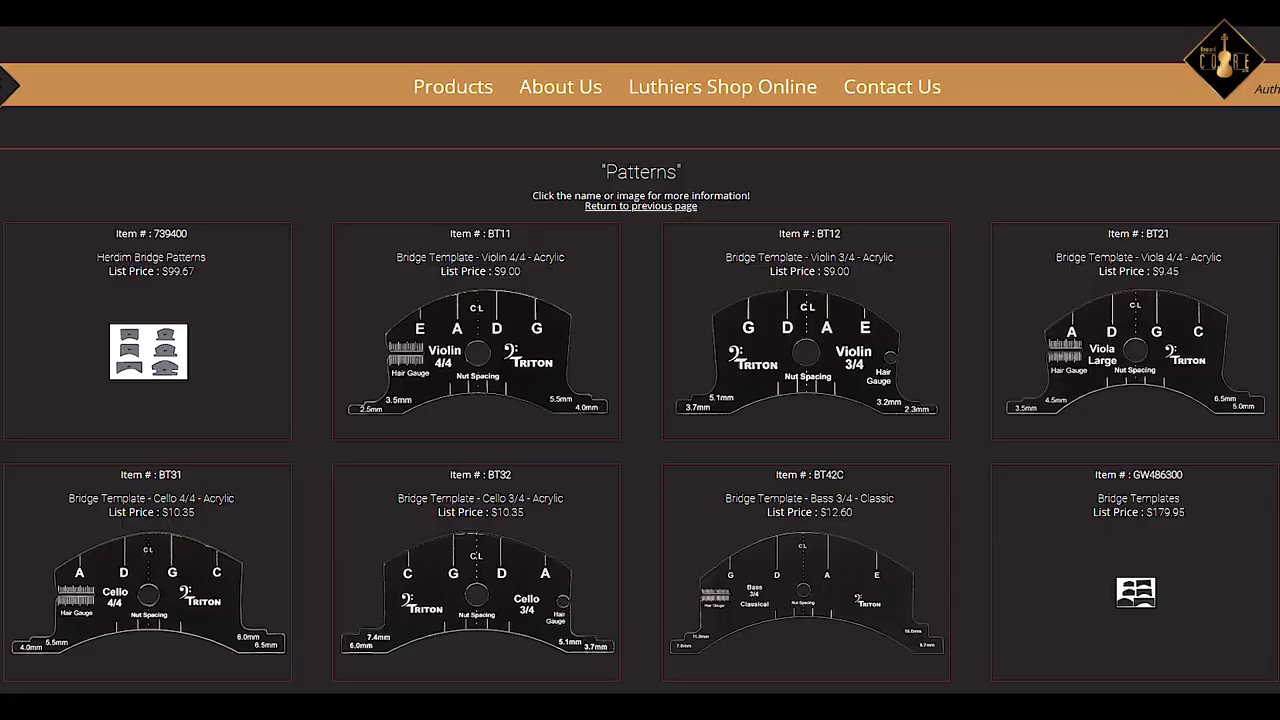 Howard
CORE
Products About Us Luthiers Shop Online Contact Us
Auth
"Patterns"
Click the name or image for more information!
Return to previous page
Item # : 739400
Herdim Bridge Patterns
List Price : $99.67
Item # : BT11
Bridge Template - Violin 4/4 - Acrylic
List Price : $9.00
C L
E A D G
Violin
4/4
TRITON
Hair Gauge
Nut Spacing
3.5mm
2.5mm
5.5mm
4.0mm
Item # : BT12
Bridge Template - Violin 3/4 - Acrylic
List Price : $9.00
C L
G D A E
TRITON
Violin
3/4
Nut Spacing
Hair
Gauge
5.1mm
3.7mm
3.2mm
2.3mm
Item # : BT21
Bridge Template - Viola 4/4 - Acrylic
List Price : $9.45
C L
A D G C
Viola
Large
TRITON
Hair Gauge
Nut Spacing
4.5mm
3.5mm
6.5mm
5.0mm
Item # : BT31
Bridge Template - Cello 4/4 - Acrylic
List Price : $10.35
C L
A D G C
Cello
4/4
TRITON
Hair Gauge
Nut Spacing
5.5mm
4.0mm
8.0mm
6.5mm
Item # : BT32
Bridge Template - Cello 3/4 - Acrylic
List Price : $10.35
C L
C G D A
TRITON
Cello
3/4
Nut Spacing
Hair
Gauge
7.4mm
6.0mm
5.1mm
3.7mm
Item # : BT42C
Bridge Template - Bass 3/4 - Classic
List Price : $12.60
C L
G D A E
Bass
3/4
Classical
TRITON
Hair Gauge
Nut Spacing
11.0mm
Item # : GW486300
Bridge Templates
List Price : $179.95